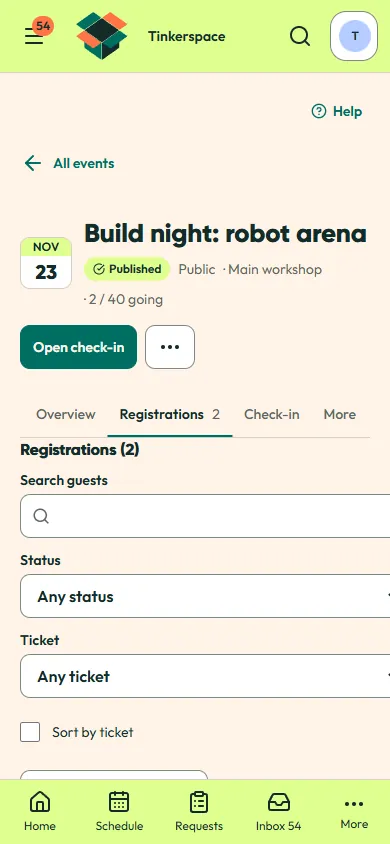 54
Tinkerspace
T
Help
All events
NOV
23
Build night: robot arena
Published
Public · Main workshop
· 2 / 40 going
Open check-in
Overview
Registrations 2
Check-in
More
Registrations (2)
Search guests
Status
Any status
Ticket
Any ticket
Sort by ticket
Home
Schedule
Requests
Inbox 54
More